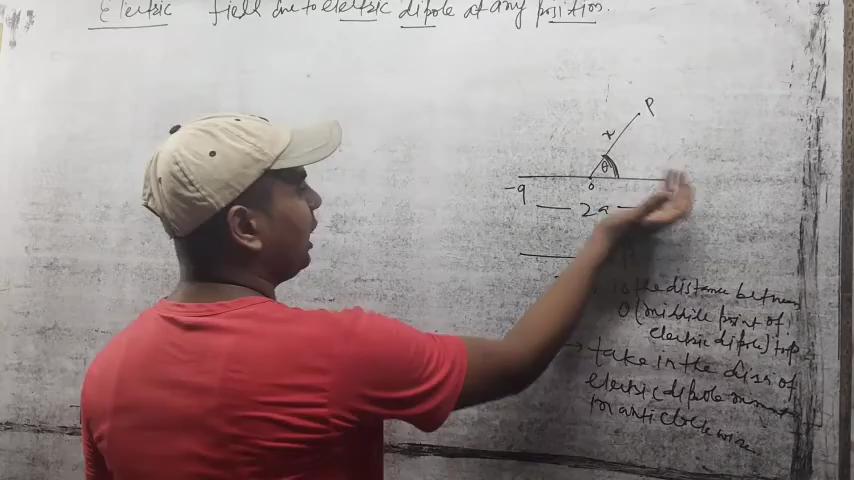 Electric field due to electric dipole at any position.
P
r
θ
-q
o
2a
is the distance between
O (middle point of
electric dipole) to P
→ take in the dirn of
electric dipole moment
in anticlockwise